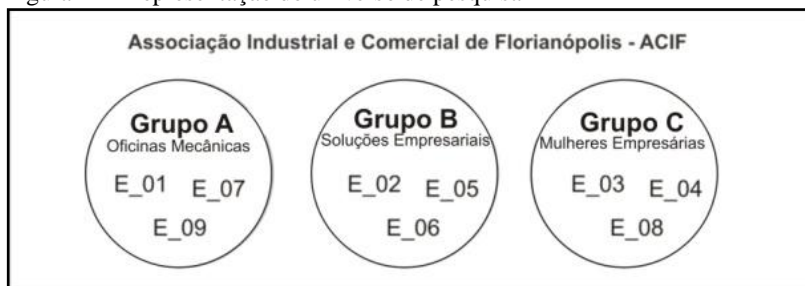 Associação Industrial e Comercial de Florianópolis - ACIF
Grupo A
Oficinas Mecânicas
E_01 E_07
E_09
Grupo B
Soluções Empresariais
E_02 E_05
E_06
Grupo C
Mulheres Empresárias
E_03 E_04
E_08